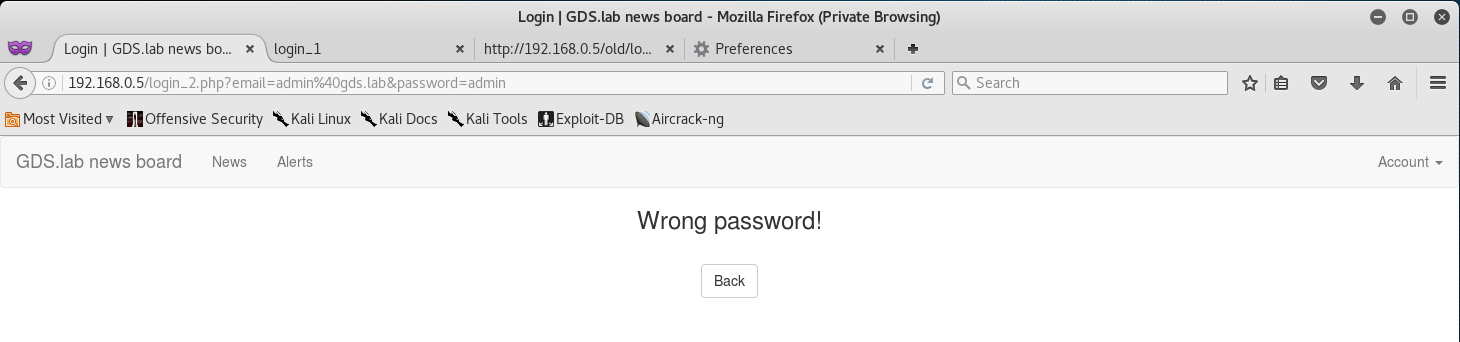 Login | GDS.lab news board - Mozilla Firefox (Private Browsing)
Login | GDS.lab news bo... login_1 http://192.168.0.5/old/lo... Preferences
192.168.0.5/login_2.php?email=admin%40gds.lab&password=admin Search
Most Visited Offensive Security Kali Linux Kali Docs Kali Tools Exploit-DB Aircrack-ng
GDS.lab news board News Alerts Account
Wrong password!
Back